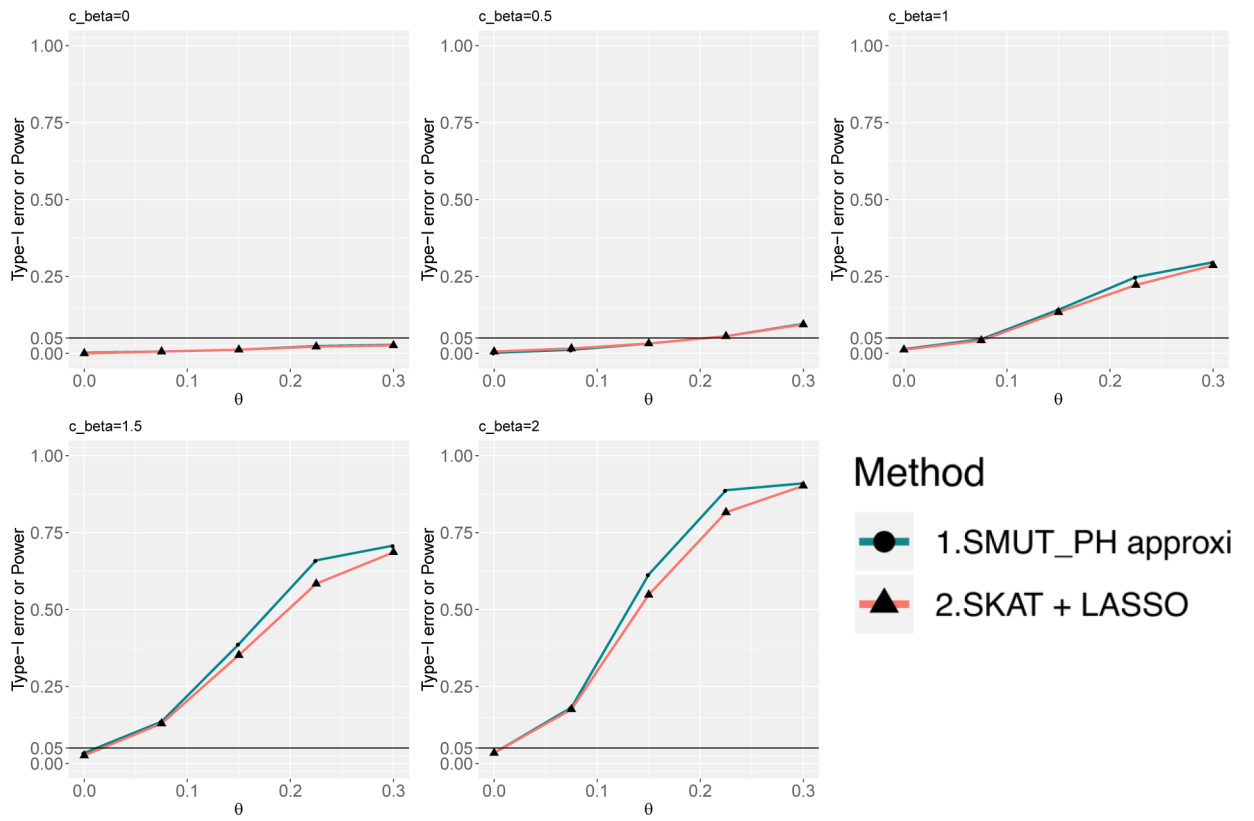 c_beta=0
c_beta=0.5
c_beta=1
Type−I error or Power
1.00
0.75
0.50
0.25
0.05
0.00
0.0
0.1
0.2
0.3
θ
Type−I error or Power
1.00
0.75
0.50
0.25
0.05
0.00
0.0
0.1
0.2
0.3
θ
Type−I error or Power
1.00
0.75
0.50
0.25
0.05
0.00
0.0
0.1
0.2
0.3
θ
c_beta=1.5
c_beta=2
Type−I error or Power
1.00
0.75
0.50
0.25
0.05
0.00
0.0
0.1
0.2
0.3
θ
Type−I error or Power
1.00
0.75
0.50
0.25
0.05
0.00
0.0
0.1
0.2
0.3
θ
Method
1.SMUT_PH approxi
2.SKAT + LASSO